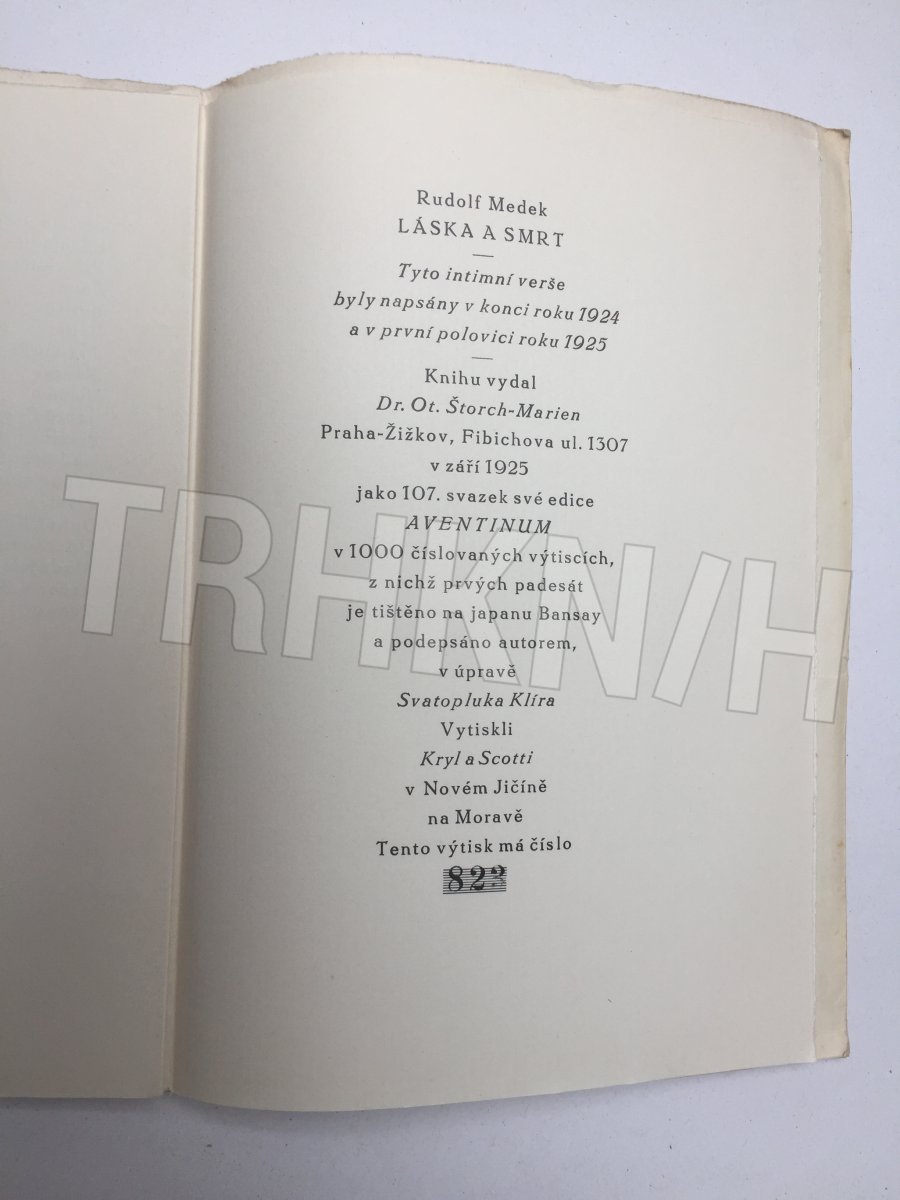 Rudolf Medek
LÁSKA A SMRT
Tyto intimní verše
byly napsány v konci roku 1924
a v první polovici roku 1925
Knihu vydal
Dr. Ot. Štorch-Marien
Praha-Žižkov, Fibichova ul. 1307
v září 1925
jako 107. svazek své edice
AVENTINUM
v 1000 číslovaných výtiscích,
z nichž prvých padesát
je tištěno na japanu Bansay
a podepsáno autorem,
v úpravě
Svatopluka Klíra
Vytiskli
Kryl a Scotti
v Novém Jičíně
na Moravě
Tento výtisk má číslo
823
TRHKN/H